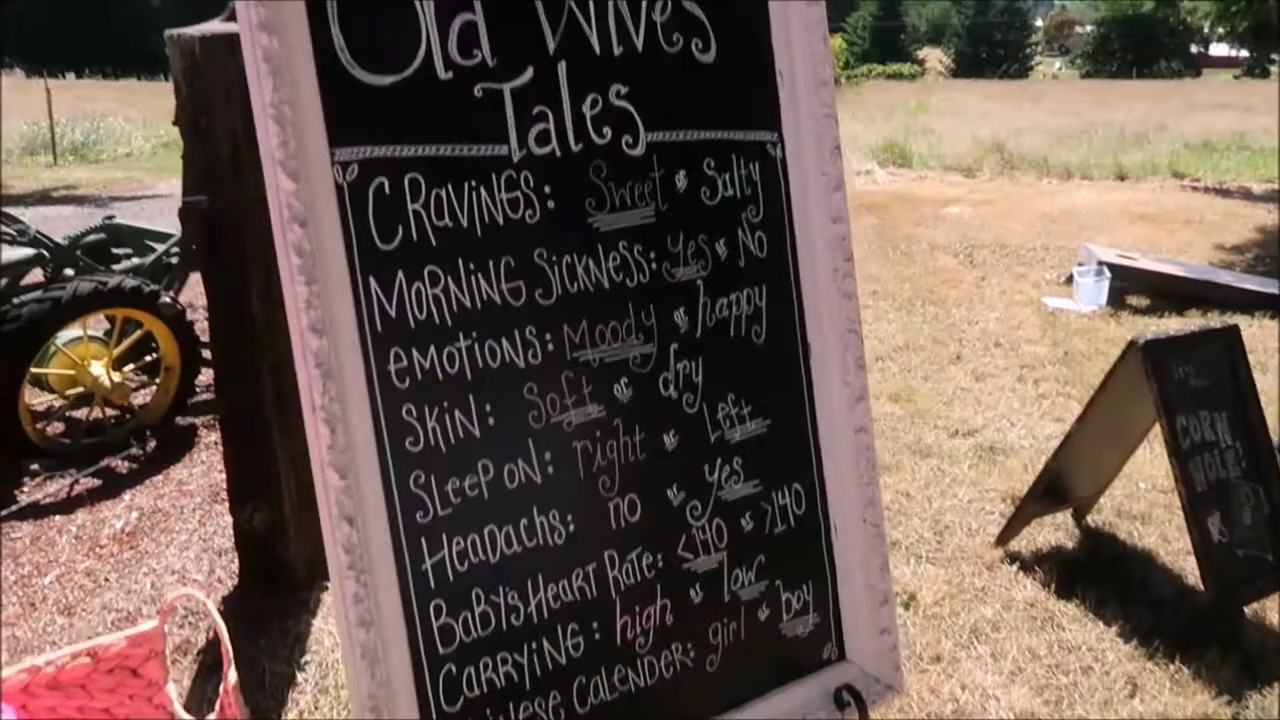 Old Wives
Tales
CRAVINGS: Sweet or Salty
MORNING SICKNESS: yes or No
eMOTIONS: Moody or happy
SKiN: Soft or dry
SLeeP ON: right or Left
HeaDacHs: no or yes
BaBY'S HeaRT RaTe: <140 or >140
CARRYiNG: high or low
CHiNese CaLeNDeR: girl or boy
CORN
HOLE!